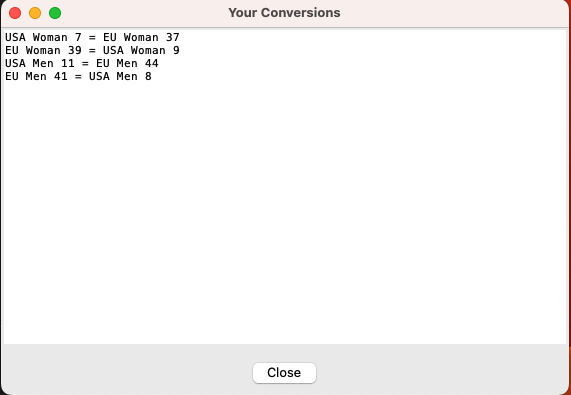 Your Conversions
USA Woman 7 = EU Woman 37
EU Woman 39 = USA Woman 9
USA Men 11 = EU Men 44
EU Men 41 = USA Men 8
Close